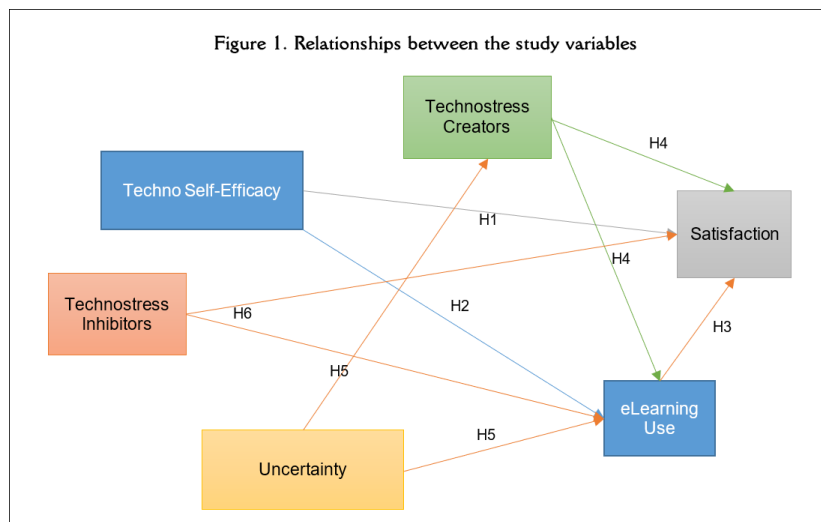 Figure 1. Relationships between the study variables
Technostress
Creators
H4
Techno Self-Efficacy
H1
Satisfaction
H4
Technostress
Inhibitors
H6
H2
H3
H5
eLearning
Use
H5
Uncertainty